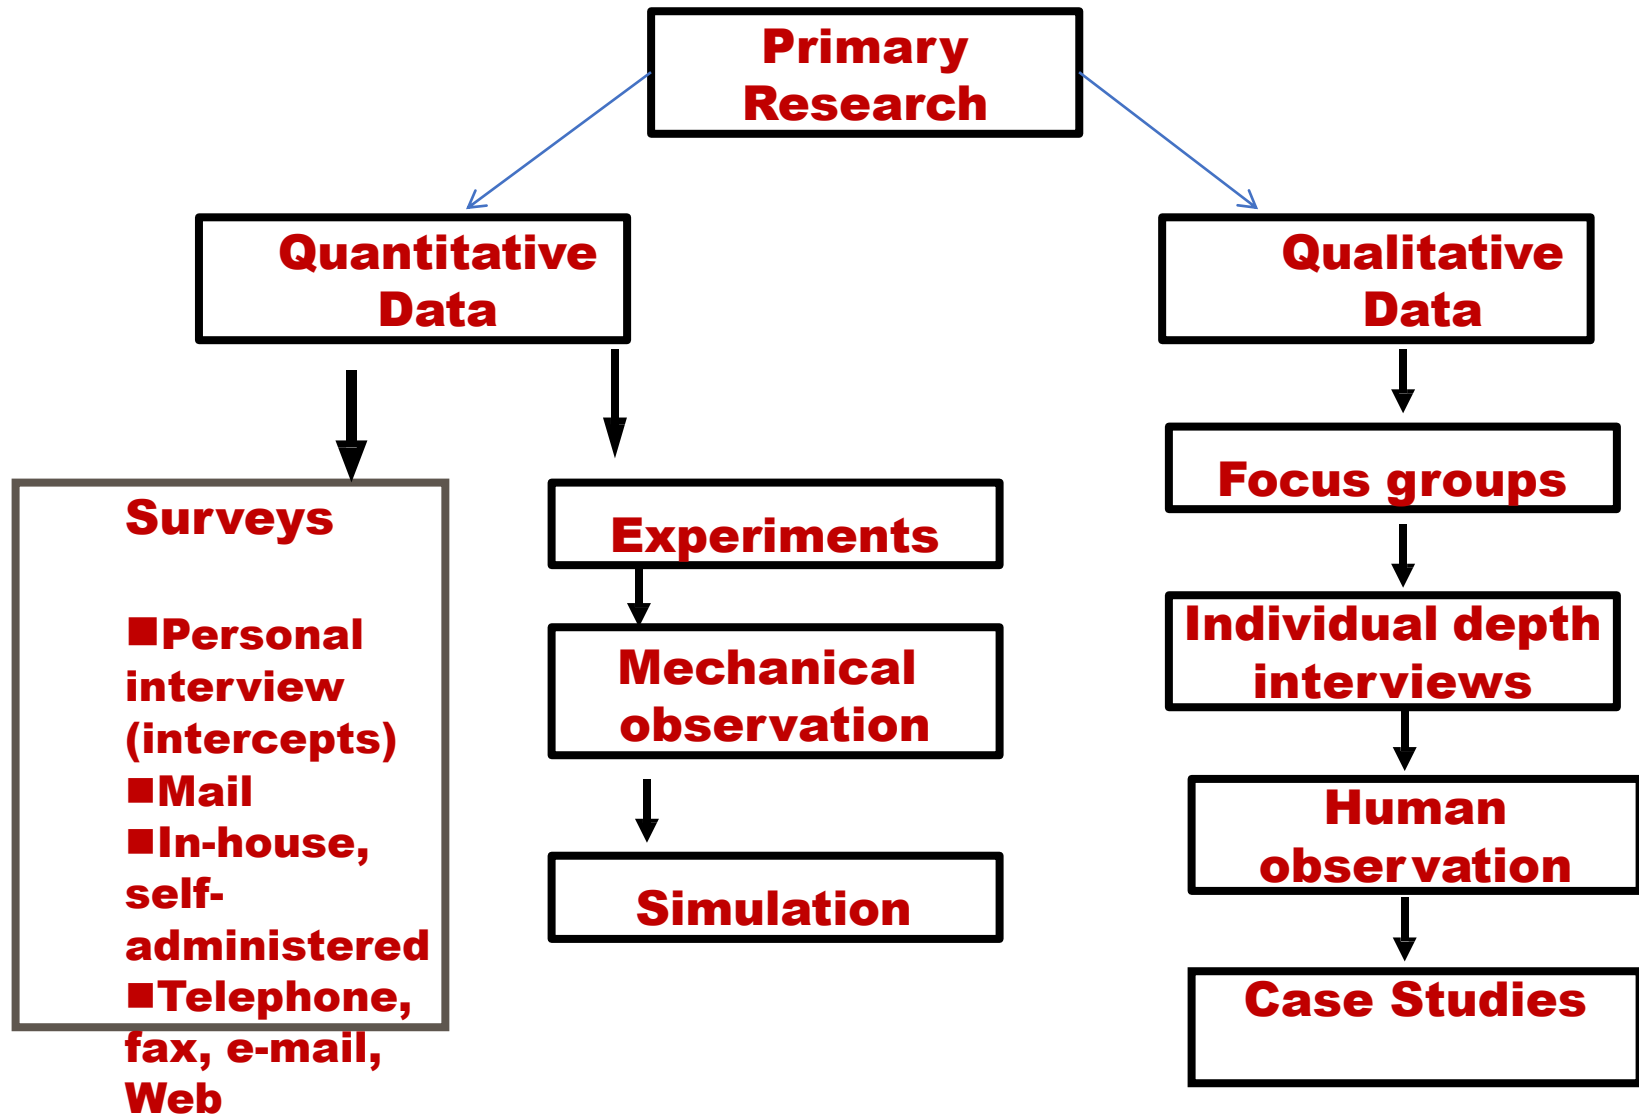 Primary
Research
Quantitative
Data
Qualitative
Data
Surveys
■Personal
interview
(intercepts)
■Mail
■In-house,
self-
administered
■Telephone,
fax, e-mail,
Web
Experiments
Mechanical
observation
Simulation
Focus groups
Individual depth
interviews
Human
observation
Case Studies